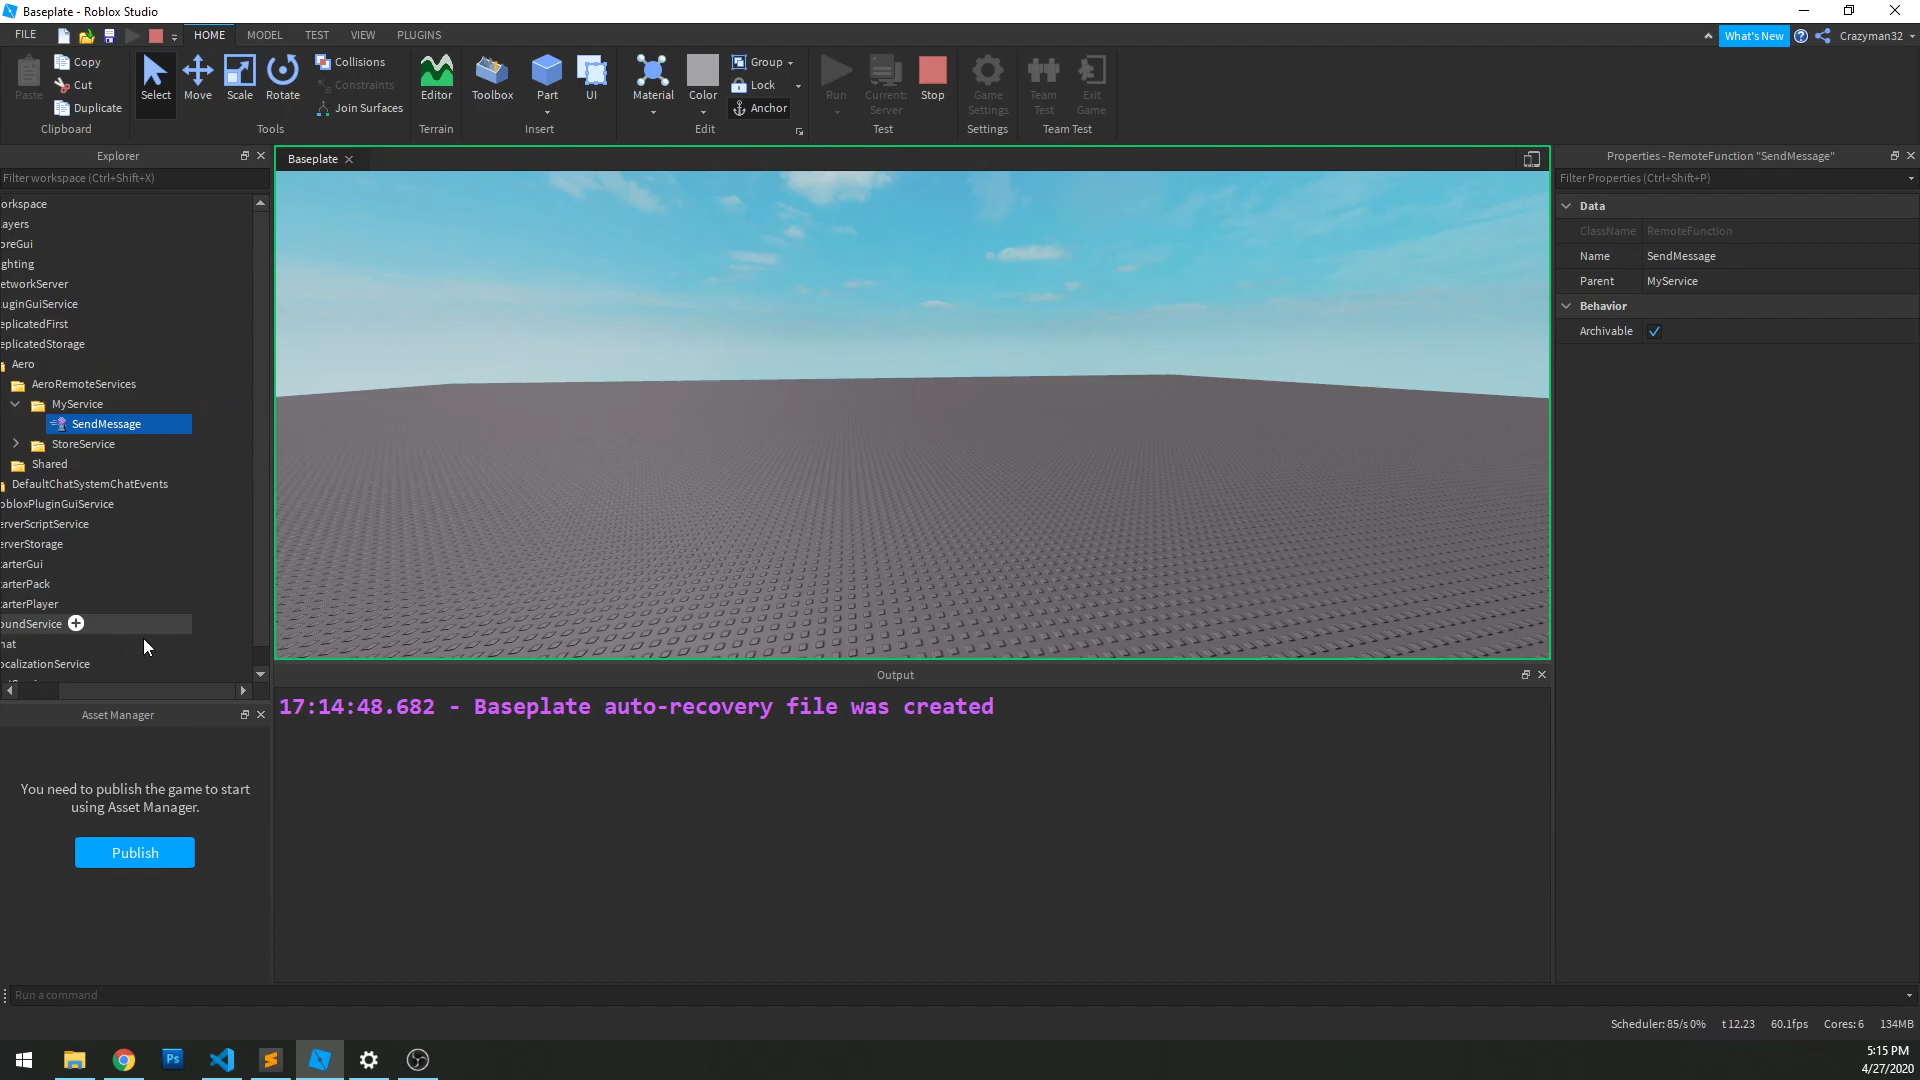 Baseplate - Roblox Studio
FILE
HOME
MODEL
TEST
VIEW
PLUGINS
What's New
Crazyman32
Paste
Copy
Cut
Duplicate
Clipboard
Select
Move
Scale
Rotate
Collisions
Constraints
Join Surfaces
Tools
Editor
Terrain
Toolbox
Part
UI
Insert
Material
Color
Group
Lock
Anchor
Edit
Run
Current:
Server
Stop
Test
Game
Settings
Settings
Team
Test
Exit
Game
Team Test
Explorer
Filter workspace (Ctrl+Shift+X)
orkspace
ayers
oreGui
ghting
etworkServer
uginGuiService
eplicatedFirst
eplicatedStorage
Aero
AeroRemoteServices
MyService
SendMessage
StoreService
Shared
DefaultChatSystemChatEvents
obloxPluginGuiService
erverScriptService
erverStorage
arterGui
arterPack
arterPlayer
oundService
hat
ocalizationService
Asset Manager
You need to publish the game to start
using Asset Manager.
Publish
Baseplate
Output
17:14:48.682 - Baseplate auto-recovery file was created
Properties - RemoteFunction "SendMessage"
Filter Properties (Ctrl+Shift+P)
Data
ClassName RemoteFunction
Name SendMessage
Parent MyService
Behavior
Archivable
Run a command
Scheduler: 85/s 0% t 12.23 60.1fps Cores: 6 134MB
Ps
5:15 PM
4/27/2020